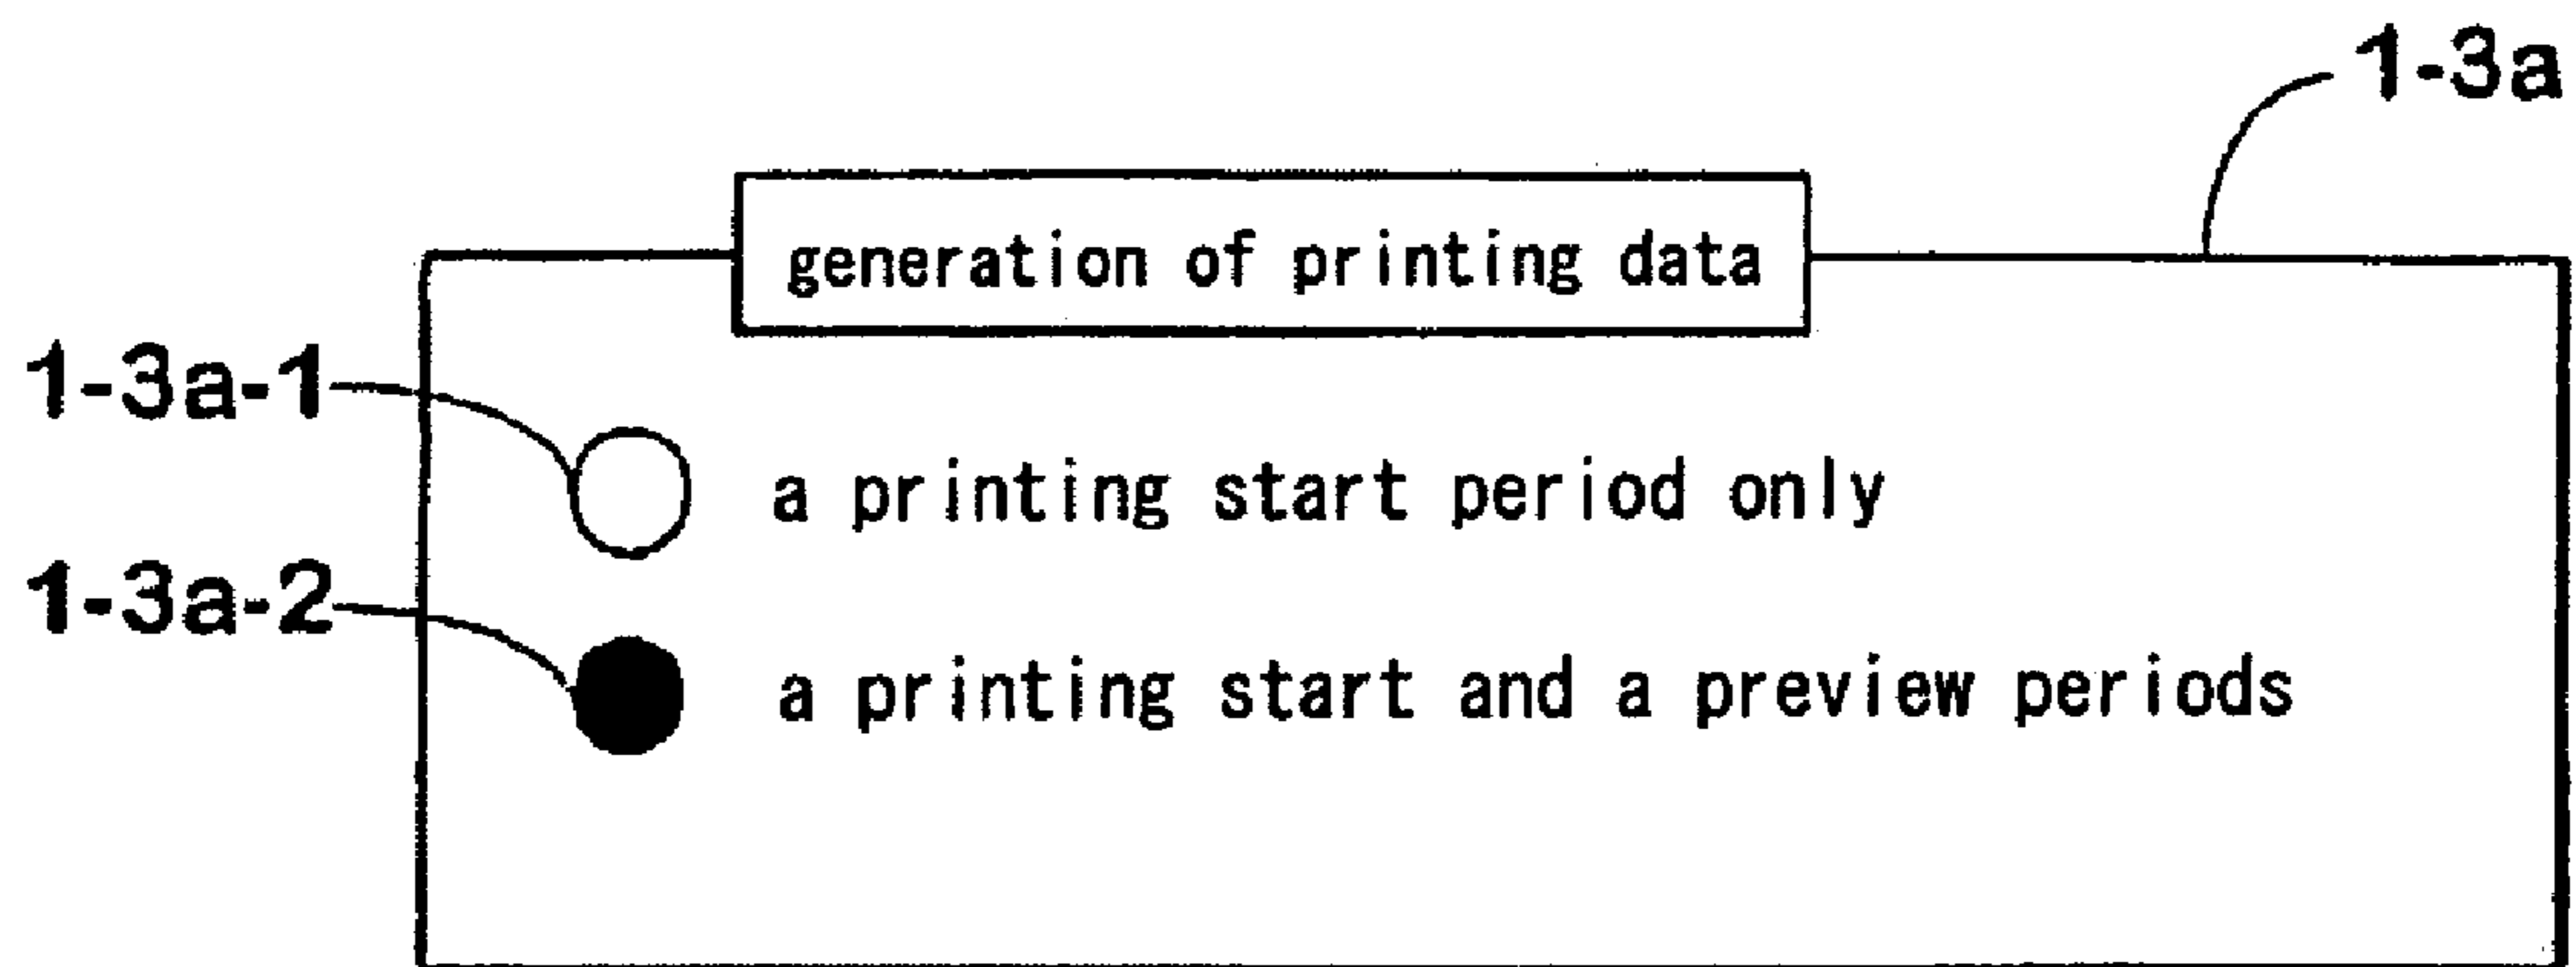 1-3a
generation of printing data
1-3a-1
a printing start period only
1-3a-2
a printing start and a preview periods